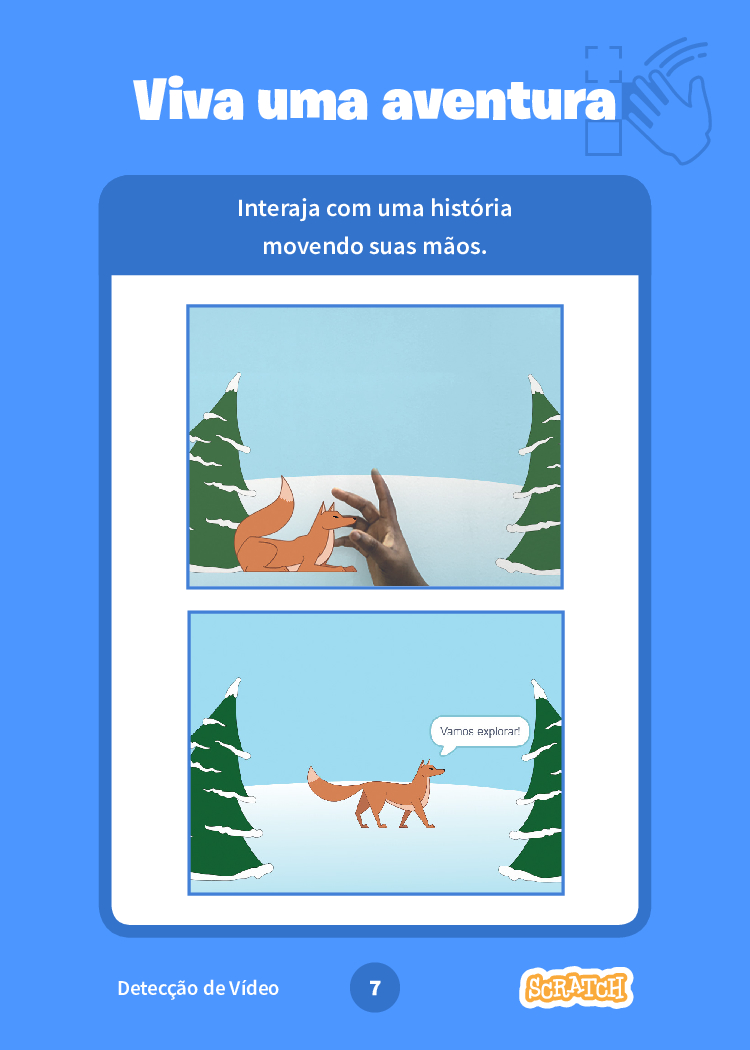 Viva uma aventura
Interaja com uma história
movendo suas mãos.
Vamos explorar!
Detecção de Vídeo
7
SCRATCH